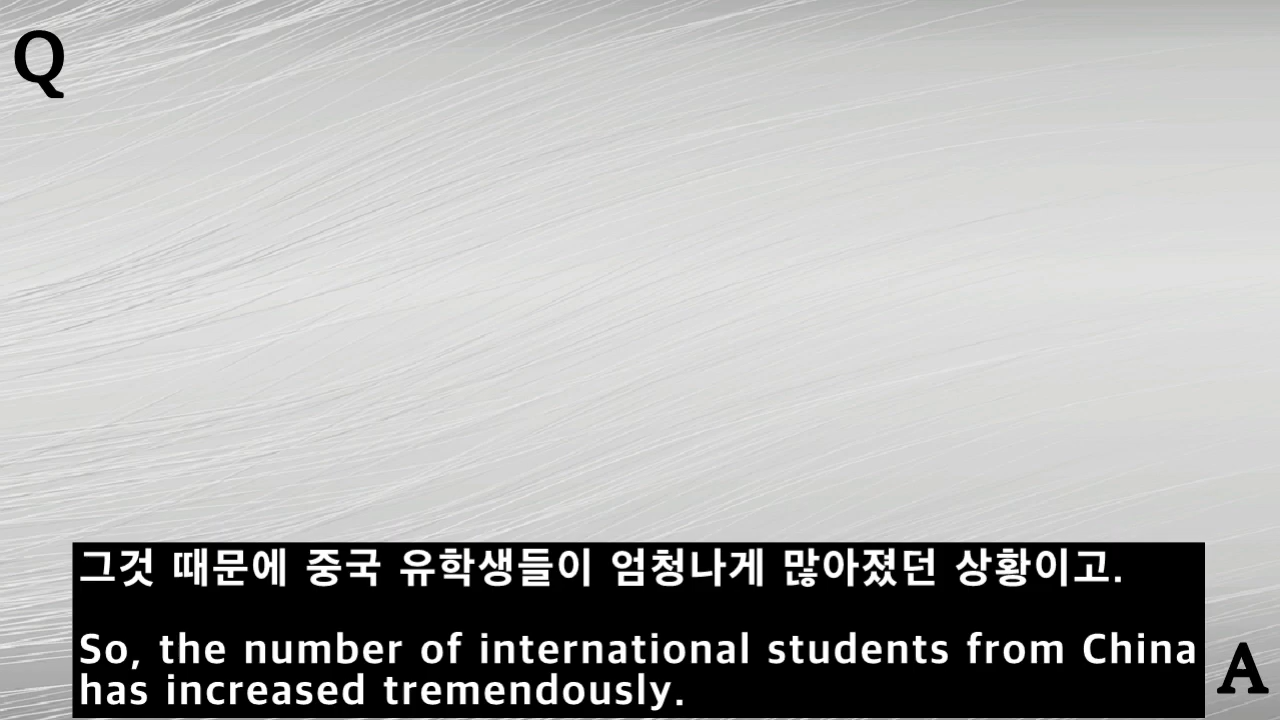 Q
그것 때문에 중국 유학생들이 엄청나게 많아졌던 상황이고.
So, the number of international students from China
has increased tremendously.
A